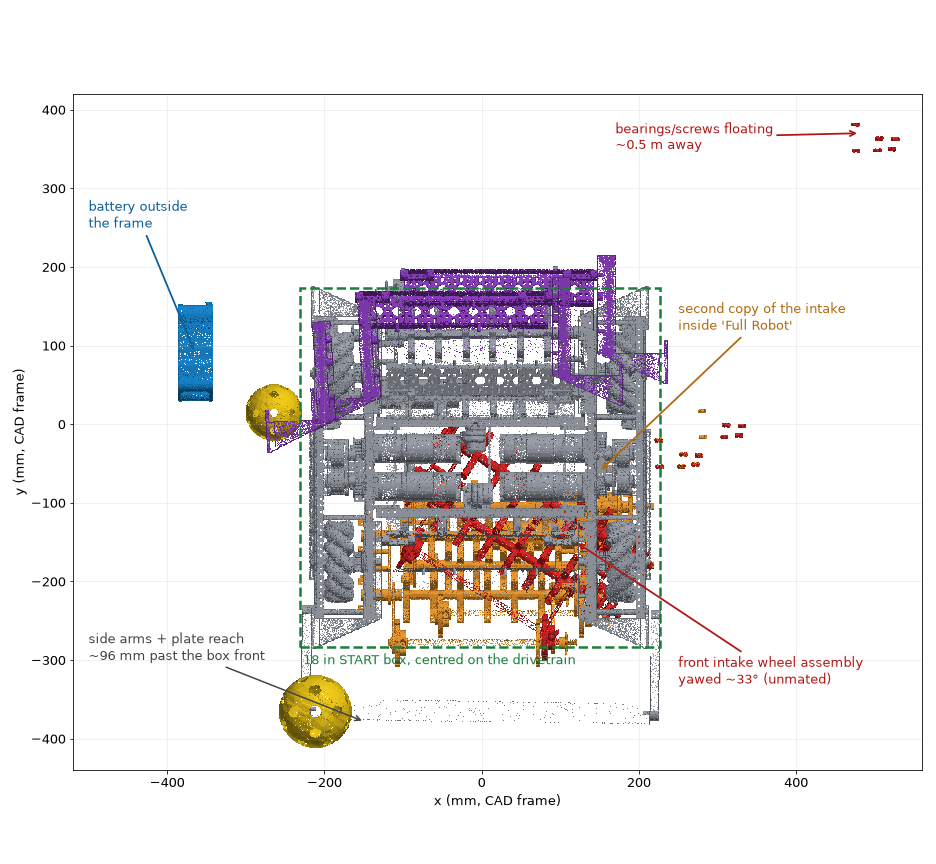 400
300
200
100
0
−100
−200
−300
−400
y (mm, CAD frame)
−400
−200
0
200
400
x (mm, CAD frame)
bearings/screws floating
~0.5 m away
battery outside
the frame
second copy of the intake
inside 'Full Robot'
side arms + plate reach
~96 mm past the box front
18 in START box, centred on the drivetrain
front intake wheel assembly
yawed ~33° (unmated)